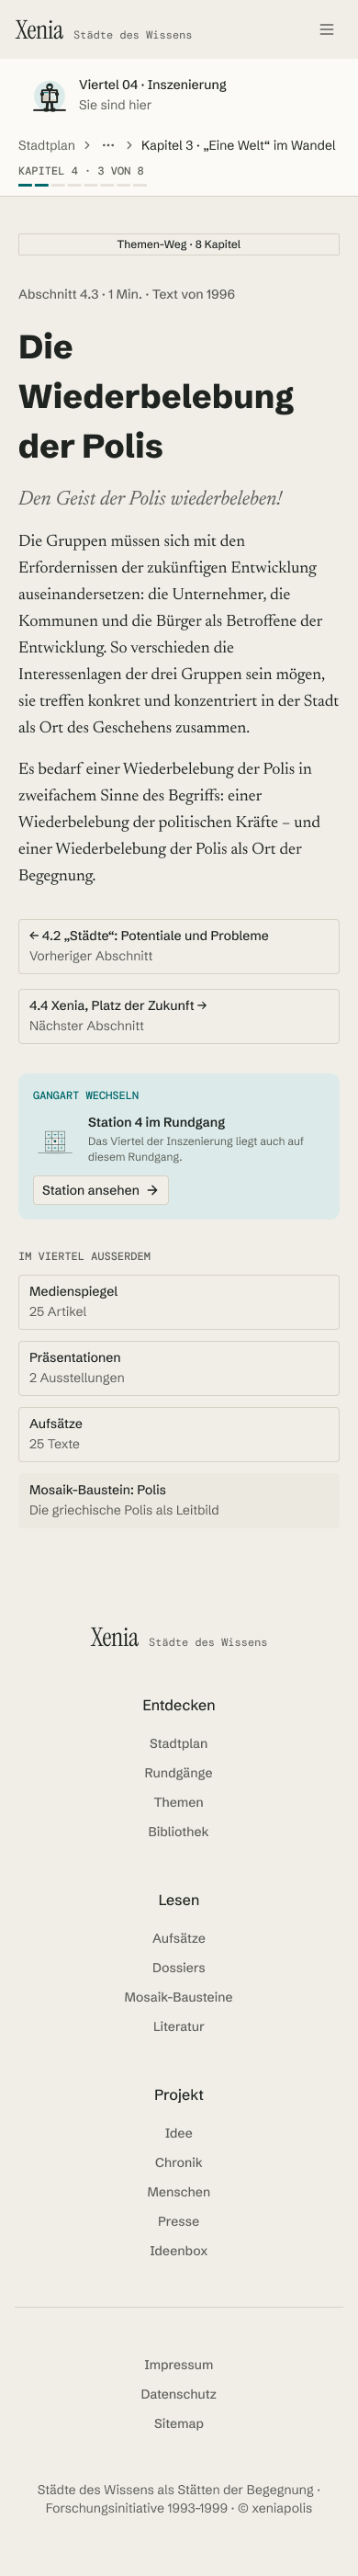 Xenia Städte des Wissens
Viertel 04 · Inszenierung
Sie sind hier
Stadtplan > ··· > Kapitel 3 · „Eine Welt“ im Wandel
KAPITEL 4 · 3 VON 8
Themen-Weg · 8 Kapitel
Abschnitt 4.3 · 1 Min. · Text von 1996
Die
Wiederbelebung
der Polis
Den Geist der Polis wiederbeleben!
Die Gruppen müssen sich mit den
Erfordernissen der zukünftigen Entwicklung
auseinandersetzen: die Unternehmer, die
Kommunen und die Bürger als Betroffene der
Entwicklung. So verschieden die
Interessenlagen der drei Gruppen sein mögen,
sie treffen konkret und konzentriert in der Stadt
als Ort des Geschehens zusammen.
Es bedarf einer Wiederbelebung der Polis in
zweifachem Sinne des Begriffs: einer
Wiederbelebung der politischen Kräfte – und
einer Wiederbelebung der Polis als Ort der
Begegnung.
← 4.2 „Städte“: Potentiale und Probleme
Vorheriger Abschnitt
4.4 Xenia, Platz der Zukunft →
Nächster Abschnitt
GANGART WECHSELN
Station 4 im Rundgang
Das Viertel der Inszenierung liegt auch auf
diesem Rundgang.
Station ansehen →
IM VIERTEL AUSSERDEM
Medienspiegel
25 Artikel
Präsentationen
2 Ausstellungen
Aufsätze
25 Texte
Mosaik-Baustein: Polis
Die griechische Polis als Leitbild
Xenia Städte des Wissens
Entdecken
Stadtplan
Rundgänge
Themen
Bibliothek
Lesen
Aufsätze
Dossiers
Mosaik-Bausteine
Literatur
Projekt
Idee
Chronik
Menschen
Presse
Ideenbox
Impressum
Datenschutz
Sitemap
Städte des Wissens als Stätten der Begegnung ·
Forschungsinitiative 1993-1999 · © xeniapolis